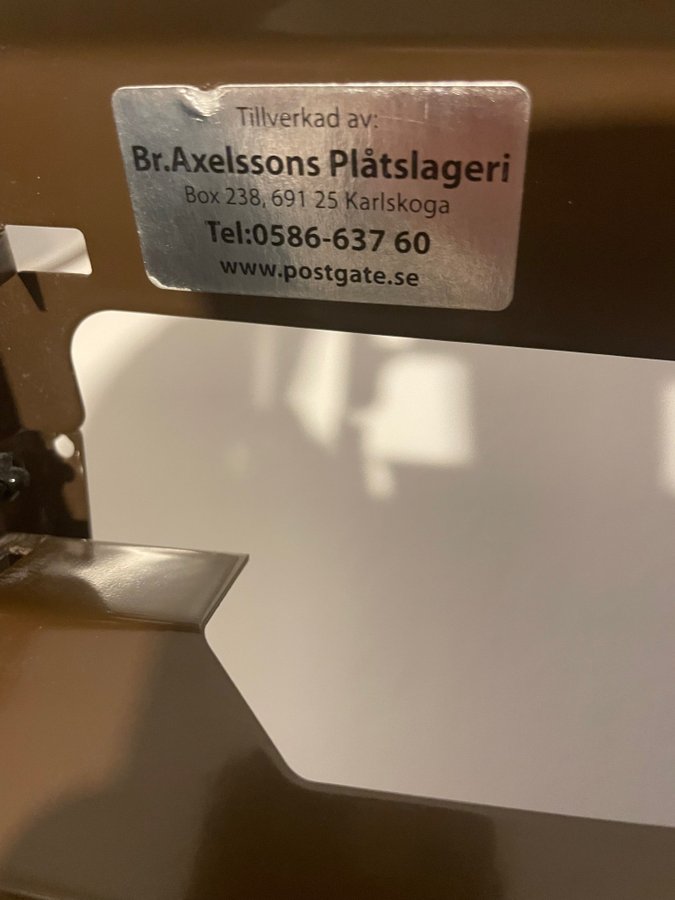 Tillverkad av:
Br.Axelssons Plåtslageri
Box 238, 691 25 Karlskoga
Tel:0586-637 60
www.postgate.se